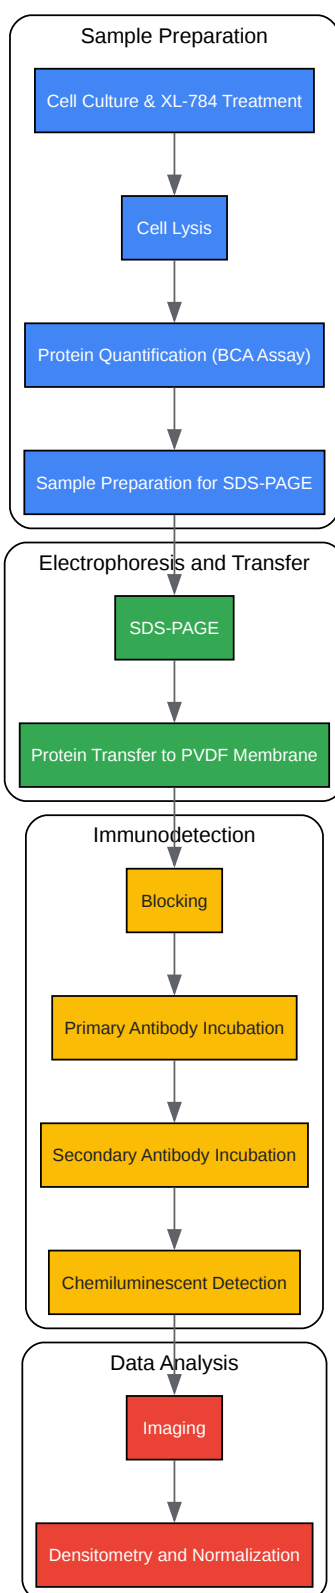 Sample Preparation
Cell Culture & XL-784 Treatment
Cell Lysis
Protein Quantification (BCA Assay)
Sample Preparation for SDS-PAGE
Electrophoresis and Transfer
SDS-PAGE
Protein Transfer to PVDF Membrane
Immunodetection
Blocking
Primary Antibody Incubation
Secondary Antibody Incubation
Chemiluminescent Detection
Data Analysis
Imaging
Densitometry and Normalization